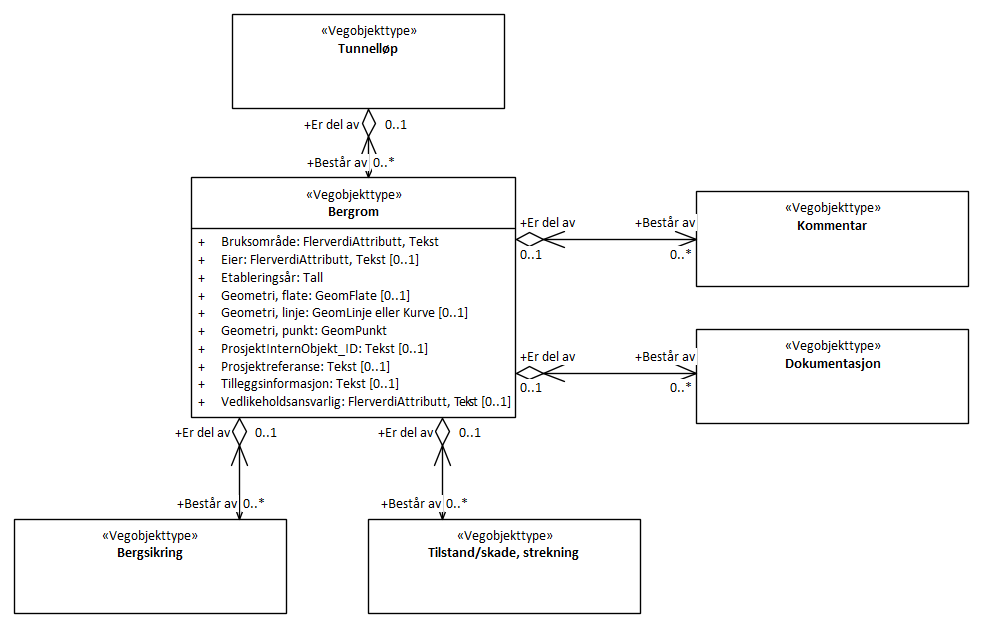 «Vegobjekttype»
Tunnelløp
+Er del av 0..1
+Består av 0..*
«Vegobjekttype»
Bergrom
+ Bruksområde: FlerverdiAttributt, Tekst
+ Eier: FlerverdiAttributt, Tekst [0..1]
+ Etableringsår: Tall
+ Geometri, flate: GeomFlate [0..1]
+ Geometri, linje: GeomLinje eller Kurve [0..1]
+ Geometri, punkt: GeomPunkt
+ ProsjektInternObjekt_ID: Tekst [0..1]
+ Prosjektreferanse: Tekst [0..1]
+ Tilleggsinformasjon: Tekst [0..1]
+ Vedlikeholdsansvarlig: FlerverdiAttributt, Tekst [0..1]
+Er del av +Består av
0..1 0..*
«Vegobjekttype»
Kommentar
+Er del av +Består av
0..1 0..*
«Vegobjekttype»
Dokumentasjon
+Er del av 0..1
+Består av 0..*
«Vegobjekttype»
Bergsikring
+Er del av 0..1
+Består av 0..*
«Vegobjekttype»
Tilstand/skade, strekning